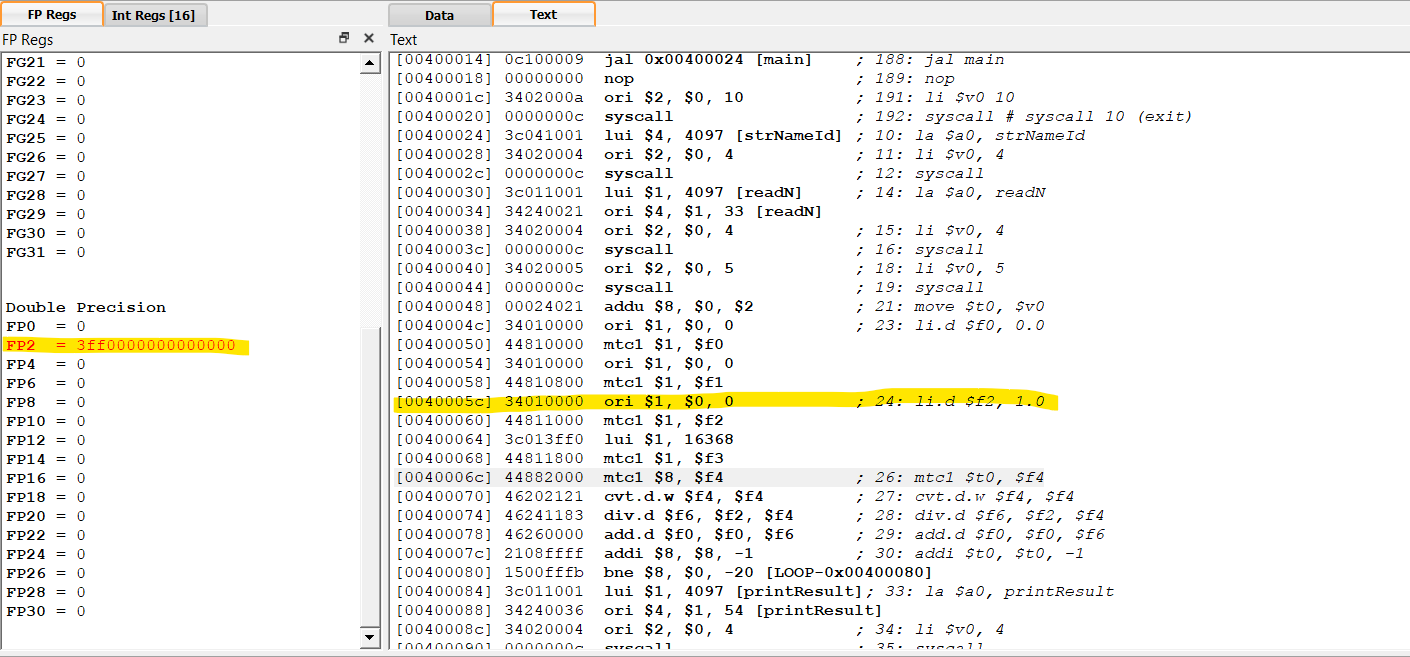 FP Regs Int Regs [16] Data Text
FP Regs
FG21 = 0
FG22 = 0
FG23 = 0
FG24 = 0
FG25 = 0
FG26 = 0
FG27 = 0
FG28 = 0
FG29 = 0
FG30 = 0
FG31 = 0
Double Precision
FP0 = 0
FP2 = 3ff0000000000000
FP4 = 0
FP6 = 0
FP8 = 0
FP10 = 0
FP12 = 0
FP14 = 0
FP16 = 0
FP18 = 0
FP20 = 0
FP22 = 0
FP24 = 0
FP26 = 0
FP28 = 0
FP30 = 0
Text
[00400014] 0c100009 jal 0x00400024 [main] ; 188: jal main
[00400018] 00000000 nop ; 189: nop
[0040001c] 3402000a ori $2, $0, 10 ; 191: li $v0 10
[00400020] 0000000c syscall ; 192: syscall # syscall 10 (exit)
[00400024] 3c041001 lui $4, 4097 [strNameId] ; 10: la $a0, strNameId
[00400028] 34020004 ori $2, $0, 4 ; 11: li $v0, 4
[0040002c] 0000000c syscall ; 12: syscall
[00400030] 3c011001 lui $1, 4097 [readN] ; 14: la $a0, readN
[00400034] 34240021 ori $4, $1, 33 [readN]
[00400038] 34020004 ori $2, $0, 4 ; 15: li $v0, 4
[0040003c] 0000000c syscall ; 16: syscall
[00400040] 34020005 ori $2, $0, 5 ; 18: li $v0, 5
[00400044] 0000000c syscall ; 19: syscall
[00400048] 00024021 addu $8, $0, $2 ; 21: move $t0, $v0
[0040004c] 34010000 ori $1, $0, 0 ; 23: li.d $f0, 0.0
[00400050] 44810000 mtc1 $1, $f0
[00400054] 34010000 ori $1, $0, 0
[00400058] 44810800 mtc1 $1, $f1
[0040005c] 34010000 ori $1, $0, 0 ; 24: li.d $f2, 1.0
[00400060] 44811000 mtc1 $1, $f2
[00400064] 3c013ff0 lui $1, 16368
[00400068] 44811800 mtc1 $1, $f3
[0040006c] 44882000 mtc1 $8, $f4 ; 26: mtc1 $t0, $f4
[00400070] 46202121 cvt.d.w $f4, $f4 ; 27: cvt.d.w $f4, $f4
[00400074] 46241183 div.d $f6, $f2, $f4 ; 28: div.d $f6, $f2, $f4
[00400078] 46260000 add.d $f0, $f0, $f6 ; 29: add.d $f0, $f0, $f6
[0040007c] 2108ffff addi $8, $8, -1 ; 30: addi $t0, $t0, -1
[00400080] 1500fffb bne $8, $0, -20 [LOOP-0x00400080]
[00400084] 3c011001 lui $1, 4097 [printResult]; 33: la $a0, printResult
[00400088] 34240036 ori $4, $1, 54 [printResult]
[0040008c] 34020004 ori $2, $0, 4 ; 34: li $v0, 4
[00400090] 0000000c syscall ; 35: syscall